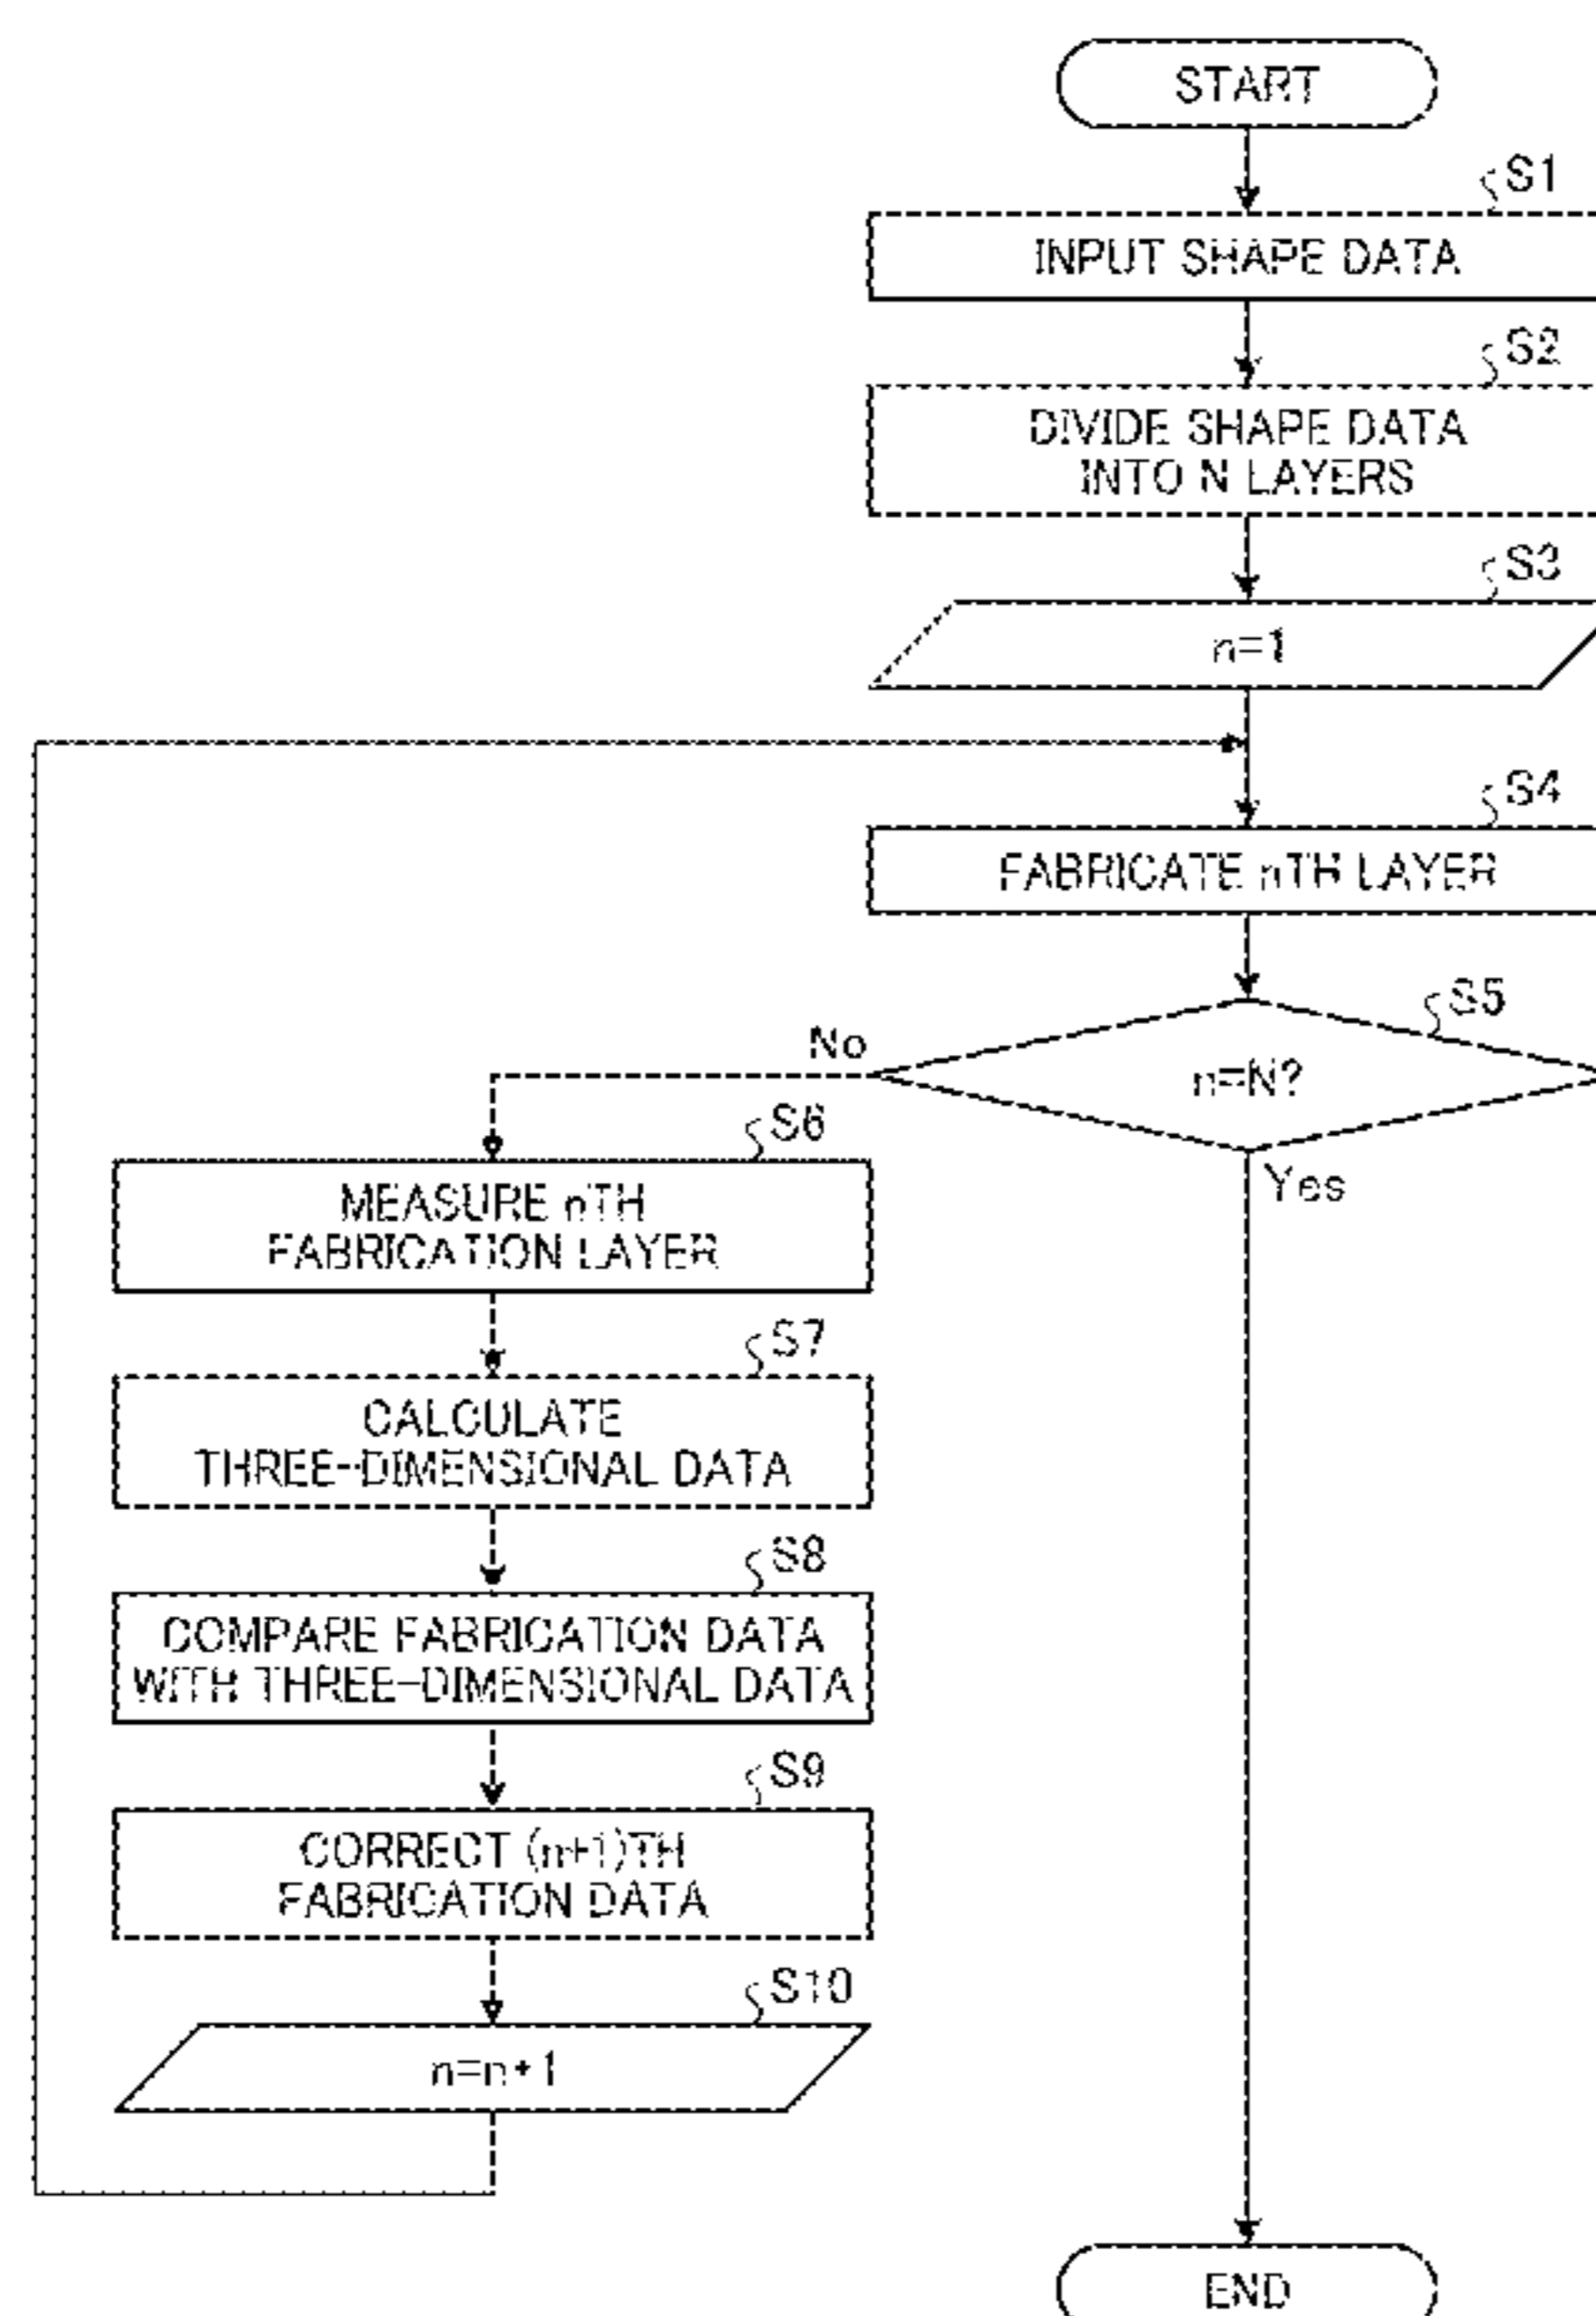 START
S1
INPUT SHAPE DATA
S2
DIVIDE SHAPE DATA
INTO N LAYERS
S3
n=1
S4
FABRICATE nTH LAYER
S5
n=N?
No
Yes
S6
MEASURE nTH
FABRICATION LAYER
S7
CALCULATE
THREE-DIMENSIONAL DATA
S8
COMPARE FABRICATION DATA
WITH THREE-DIMENSIONAL DATA
S9
CORRECT (n+1)TH
FABRICATION DATA
S10
n=n+1
END